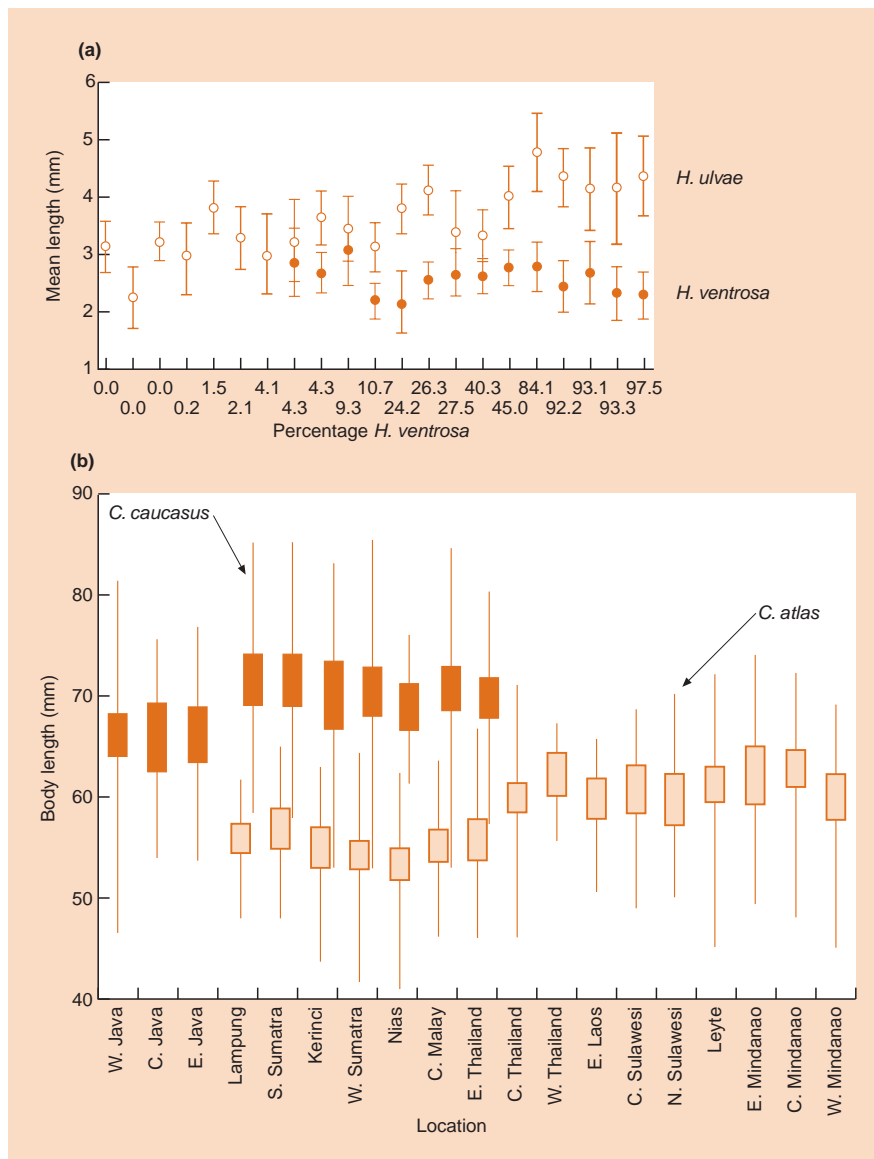 (a)
6
5
4
3
2
1
Mean length (mm)
H. ulvae
H. ventrosa
0.0 0.0 1.5 4.1 4.3 10.7 26.3 40.3 84.1 93.1 97.5
0.0 0.2 2.1 4.3 9.3 24.2 27.5 45.0 92.2 93.3
Percentage H. ventrosa
(b)
90
80
70
60
50
40
Body length (mm)
C. caucasus
C. atlas
W. Java
C. Java
E. Java
Lampung
S. Sumatra
Kerinci
W. Sumatra
Nias
C. Malay
E. Thailand
C. Thailand
W. Thailand
E. Laos
C. Sulawesi
N. Sulawesi
Leyte
E. Mindanao
C. Mindanao
W. Mindanao
Location